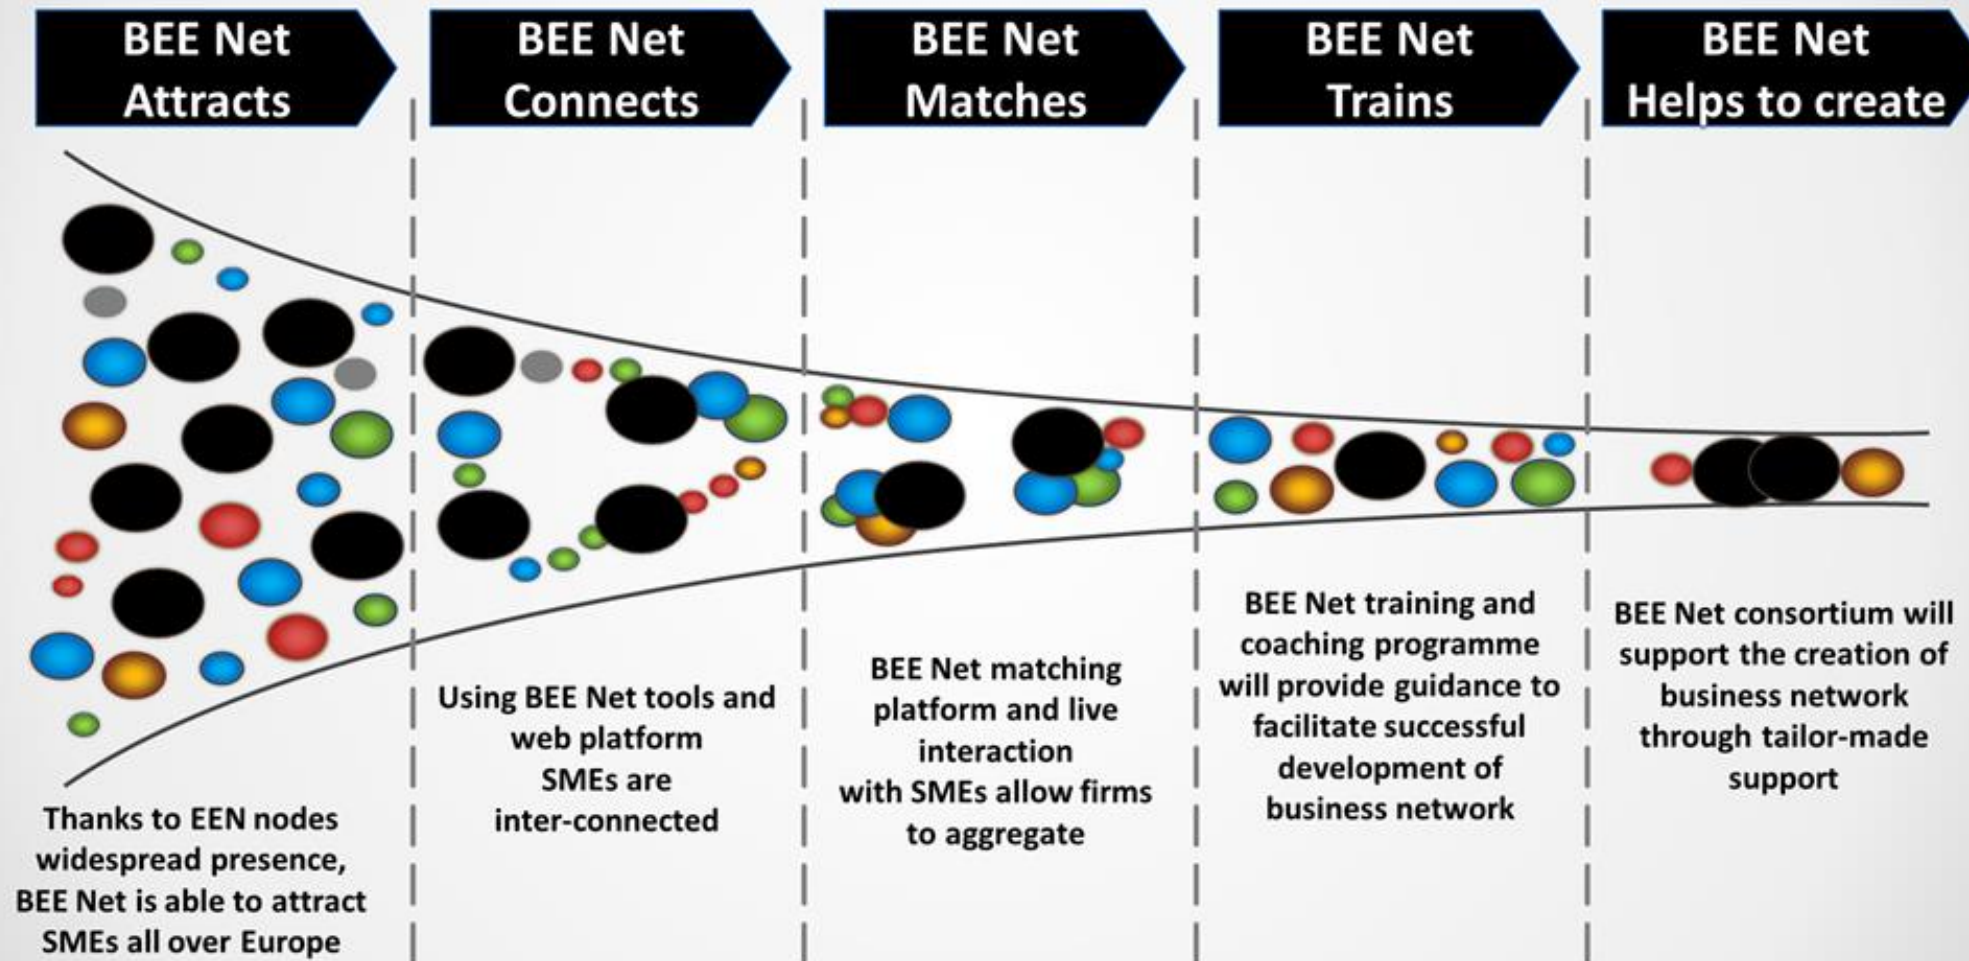 BEE Net
Attracts
BEE Net
Connects
BEE Net
Matches
BEE Net
Trains
BEE Net
Helps to create
Thanks to EEN nodes
widespread presence,
BEE Net is able to attract
SMEs all over Europe
Using BEE Net tools and
web platform
SMEs are
inter-connected
BEE Net matching
platform and live
interaction
with SMEs allow firms
to aggregate
BEE Net training and
coaching programme
will provide guidance to
facilitate successful
development of
business network
BEE Net consortium will
support the creation of
business network
through tailor-made
support